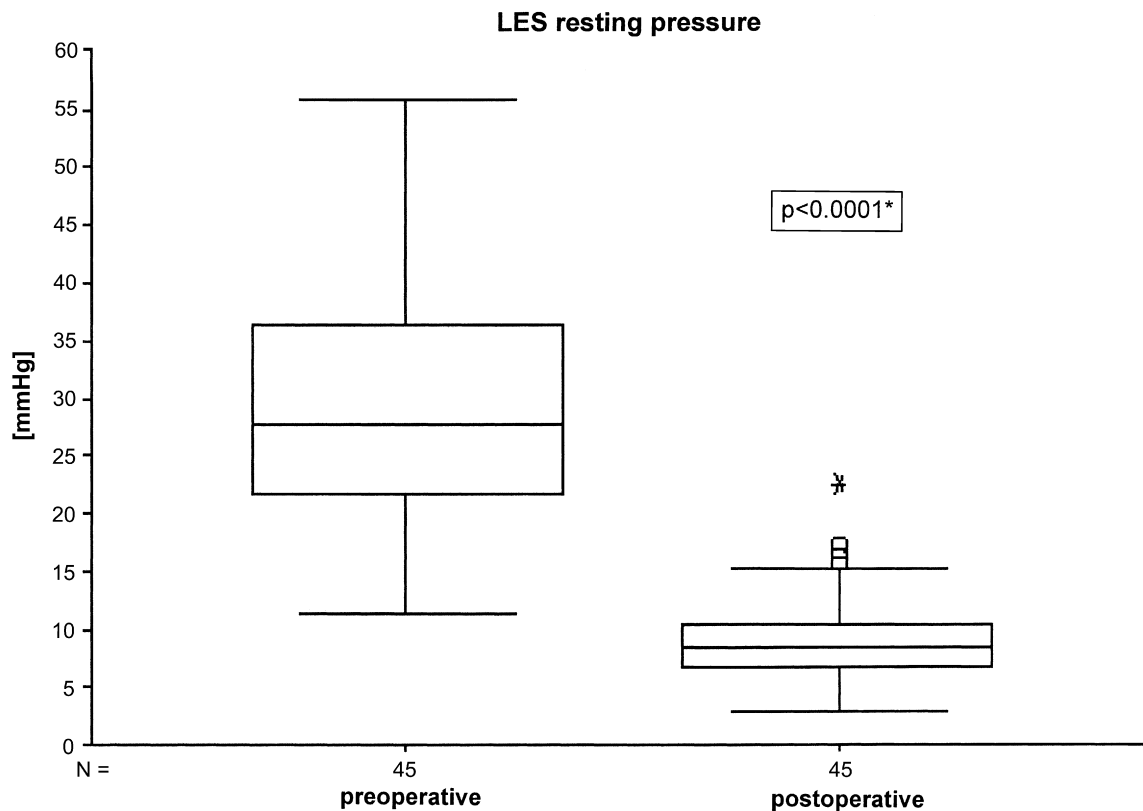 LES resting pressure
60
55
50
45
40
35
30
25
20
15
10
5
0
[mmHg]
p<0.0001*
N = 45 45
preoperative postoperative